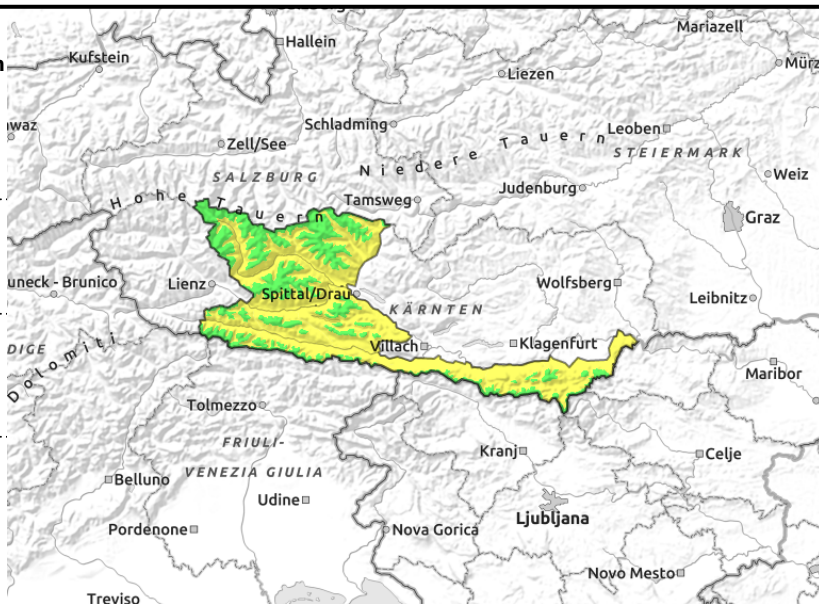 Mariazell
Hallein
Kufstein
Mürz
Liezen
waz
Schladming
Leoben
Zell/See
Niedere Tauern
STEIERMARK
SALZBURG
Weiz
Hohe Tauern
Tamsweg
Judenburg
Graz
uneck - Brunico
Lienz
Wolfsberg
Spittal/Drau
Leibnitz
KÄRNTEN
Villach
Klagenfurt
DIGE
Dolomiti
Maribor
Tolmezzo
FRIULI-
VENEZIA GIULIA
Kranj
Celje
Belluno
Udine
Ljubljana
Pordenone
Nova Gorica
Novo Mesto
Treviso